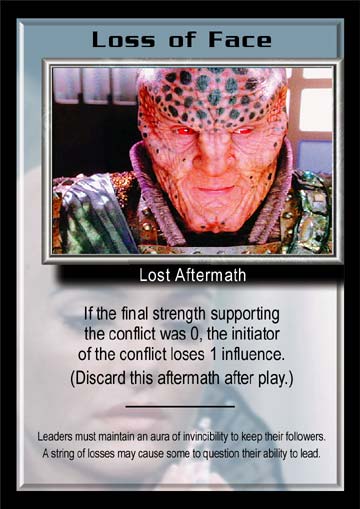 Loss of Face
Lost Aftermath
If the final strength supporting
the conflict was 0, the initiator
of the conflict loses 1 influence.
(Discard this aftermath after play.)
Leaders must maintain an aura of invincibility to keep their followers.
A string of losses may cause some to question their ability to lead.